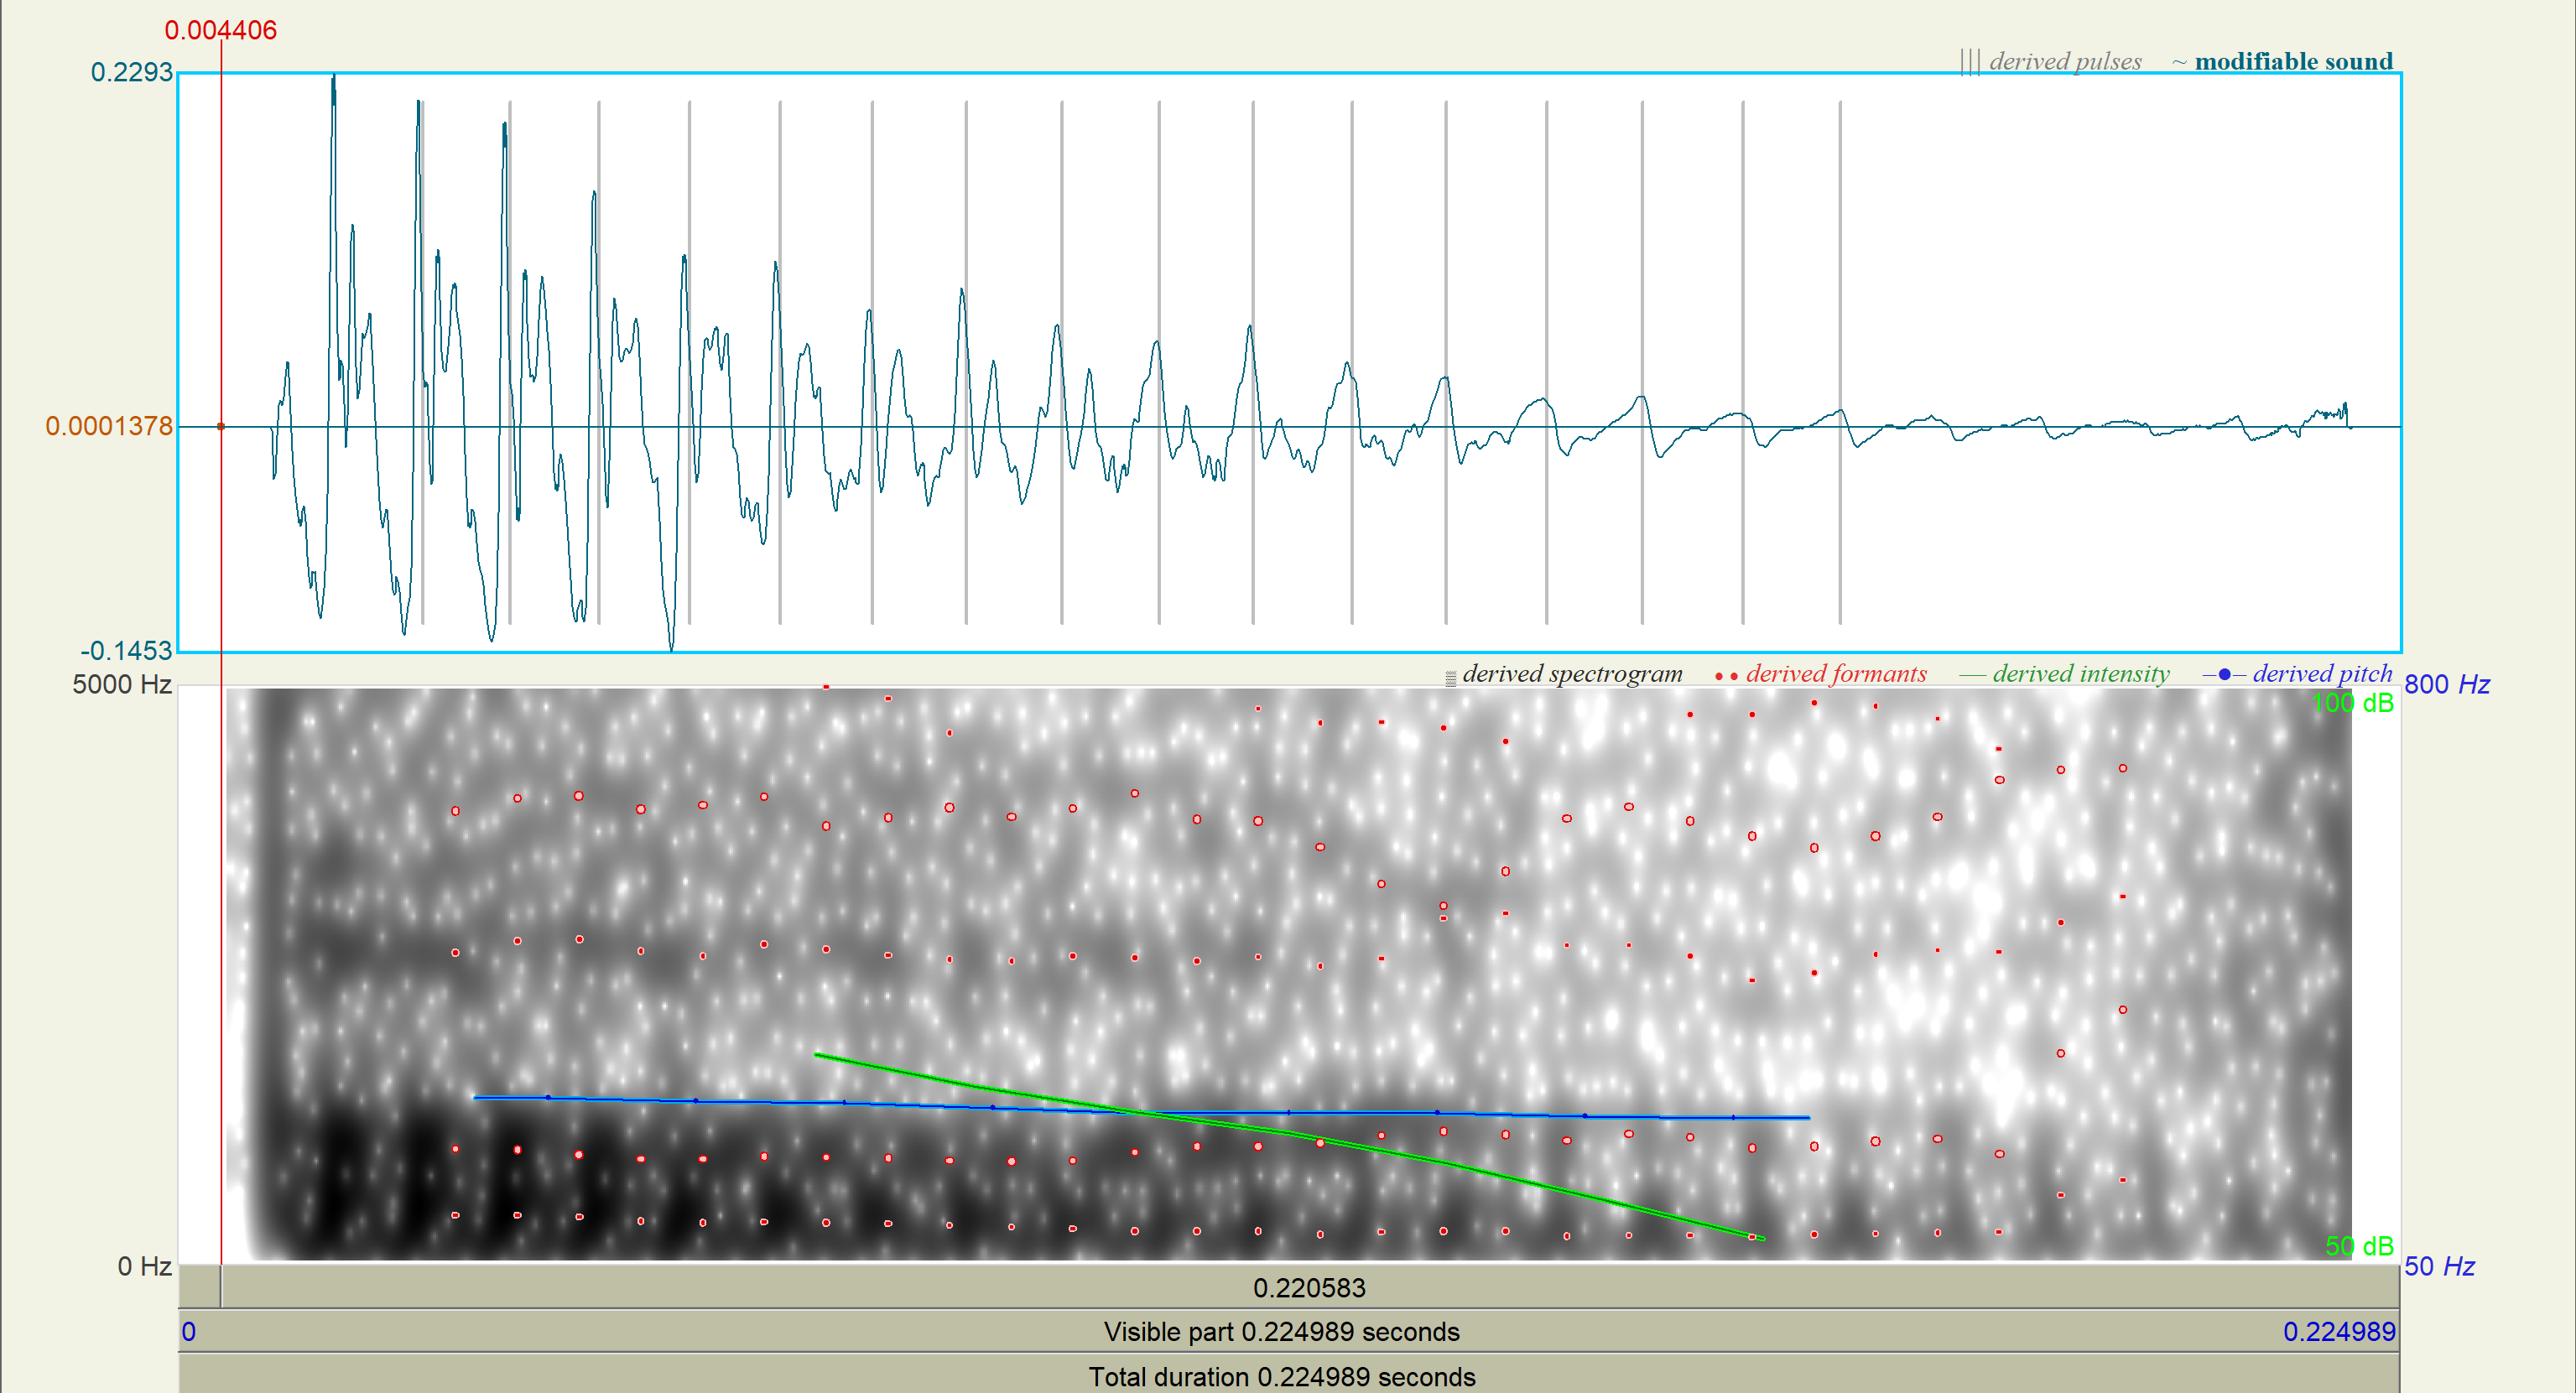 0.004406
0.2293
||| derived pulses ~ modifiable sound
0.0001378
-0.1453
5000 Hz
derived spectrogram •• derived formants — derived intensity –●– derived pitch
800 Hz
100 dB
50 dB
0 Hz
50 Hz
0.220583
0 Visible part 0.224989 seconds 0.224989
Total duration 0.224989 seconds